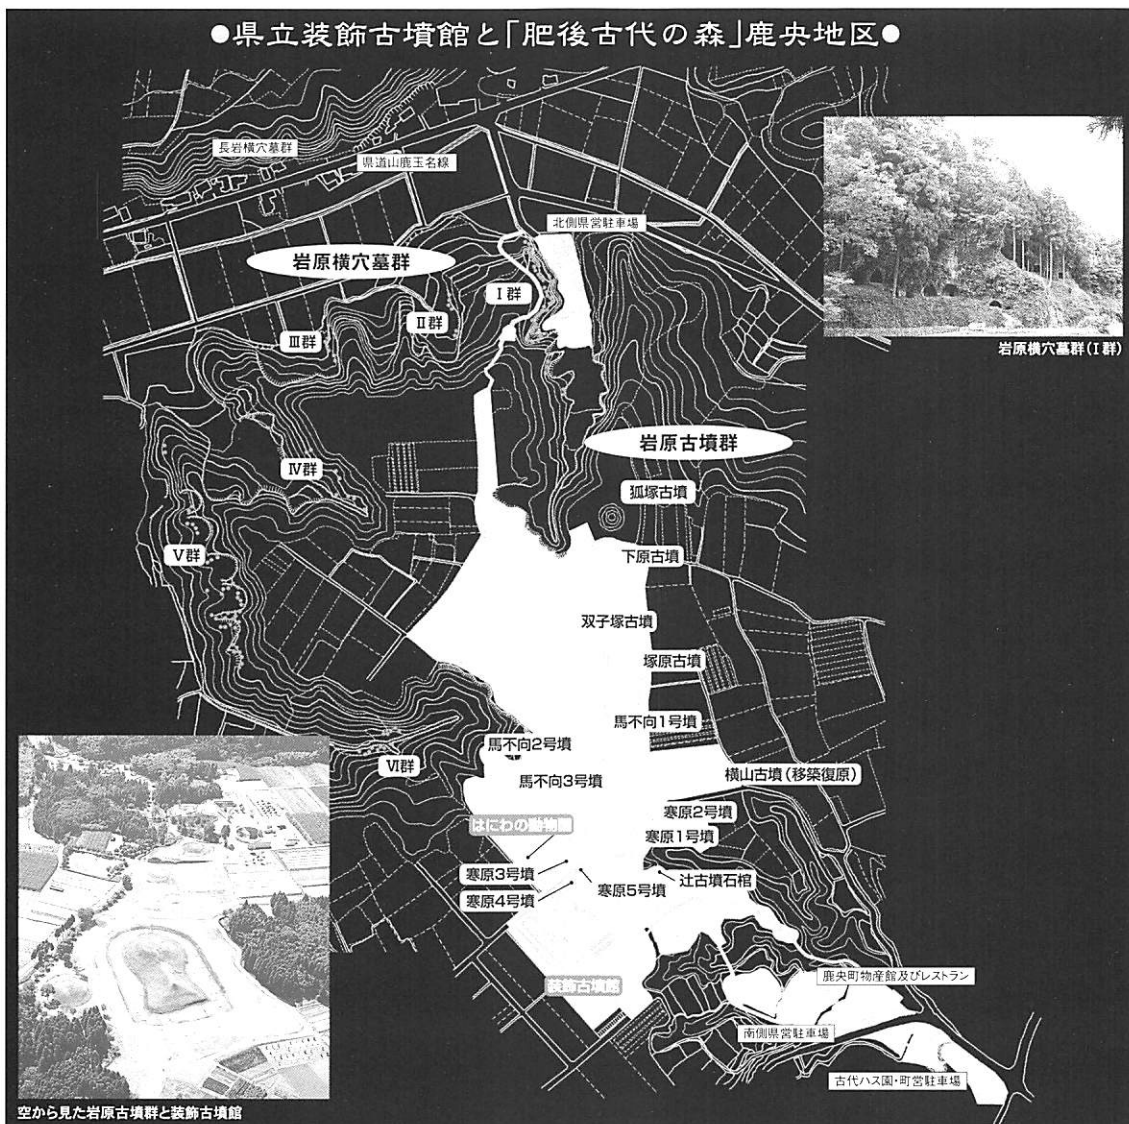 ●県立装飾古墳館と「肥後古代の森」鹿央地区●
長岩横穴墓群
県道山鹿玉名線
北側県営駐車場
岩原横穴墓群
Ⅰ群
Ⅱ群
Ⅲ群
岩原横穴墓群(Ⅰ群)
岩原古墳群
Ⅳ群
狐塚古墳
Ⅴ群
下原古墳
双子塚古墳
塚原古墳
馬不向1号墳
馬不向2号墳
Ⅵ群
馬不向3号墳
横山古墳(移築復原)
寒原2号墳
はにわの動物園
寒原1号墳
寒原3号墳
寒原5号墳
辻古墳石棺
寒原4号墳
鹿央町物産館及びレストラン
装飾古墳館
南側県営駐車場
古代ハス園・町営駐車場
空から見た岩原古墳群と装飾古墳館